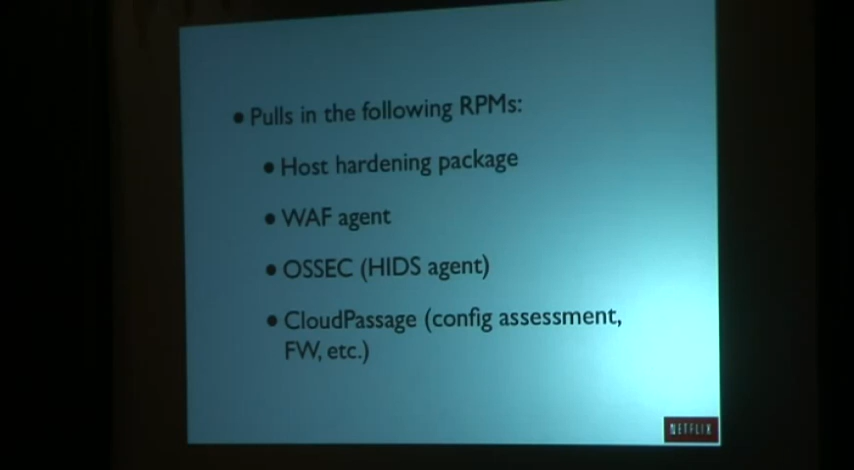 • Pulls in the following RPMs:
• Host hardening package
• WAF agent
• OSSEC (HIDS agent)
• CloudPassage (config assessment,
FW, etc.)
NETFLIX